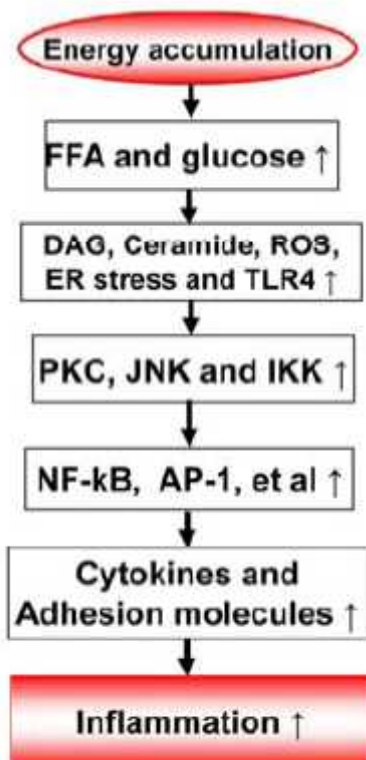 Energy accumulation
FFA and glucose ↑
DAG, Ceramide, ROS,
ER stress and TLR4 ↑
PKC, JNK and IKK ↑
NF-kB, AP-1, et al ↑
Cytokines and
Adhesion molecules ↑
Inflammation ↑